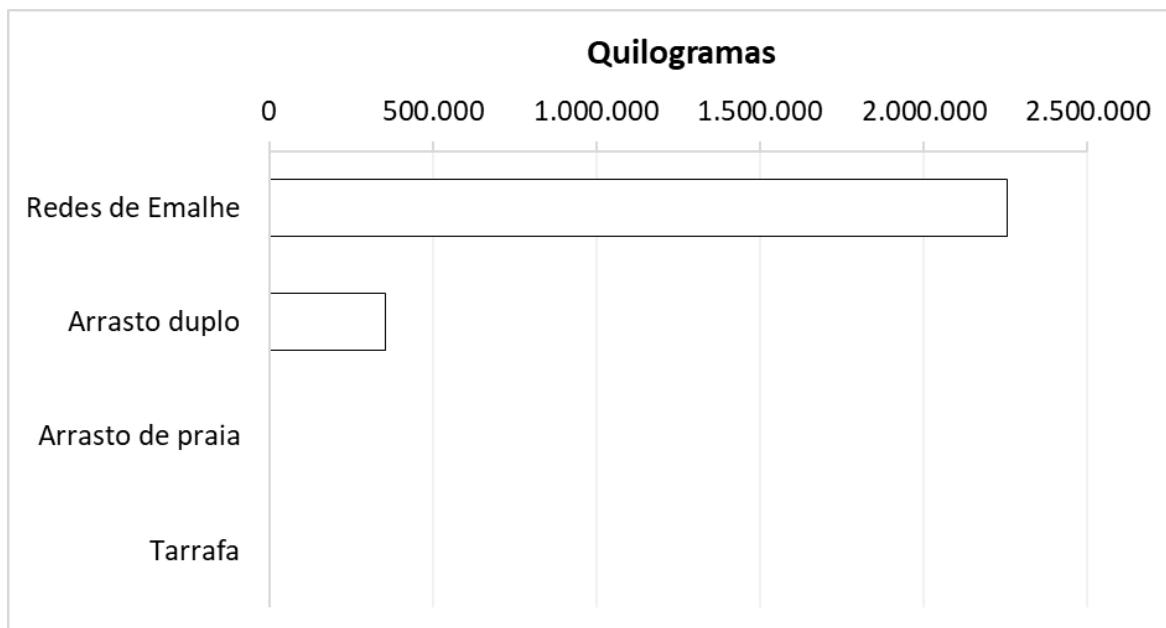 Quilogramas
0 500.000 1.000.000 1.500.000 2.000.000 2.500.000
Redes de Emalhe
Arrasto duplo
Arrasto de praia
Tarrafa